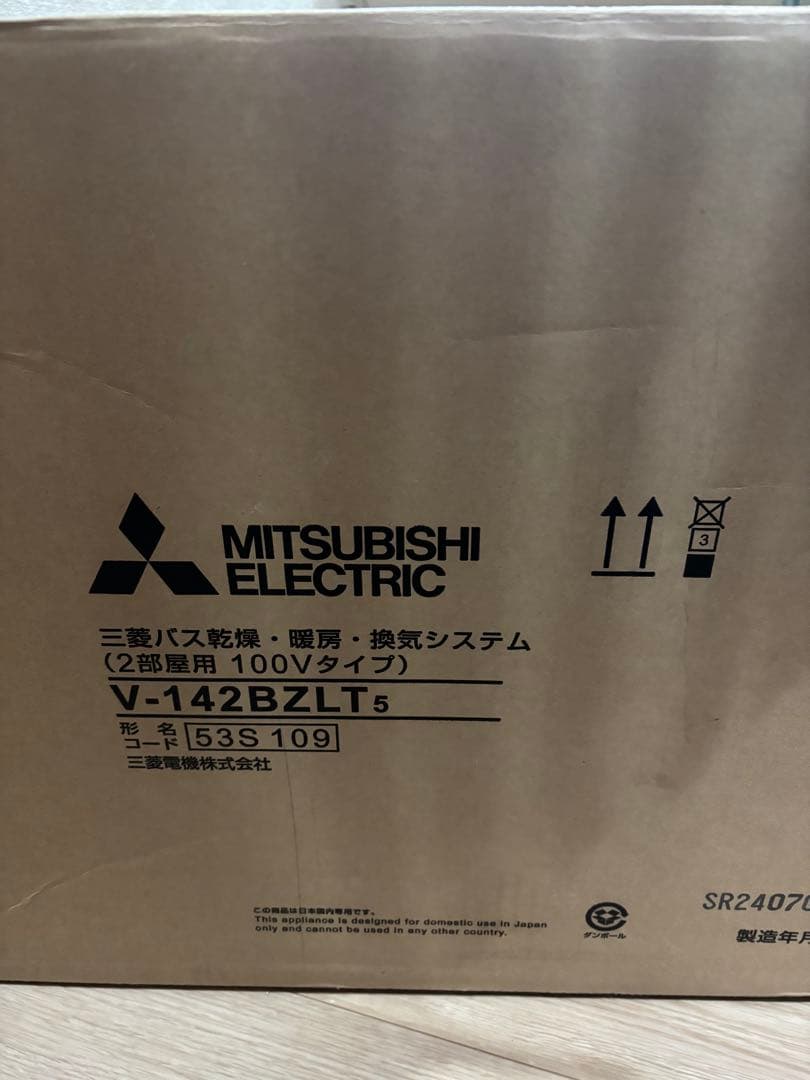 MITSUBISHI
ELECTRIC
3
三菱バス乾燥・暖房・換気システム
(2部屋用 100Vタイプ)
V-142BZLT5
形名
コード 53S 109
三菱電機株式会社
この商品は日本国内専用です。
This appliance is designed for domestic use in Japan
only and cannot be used in any other country.
ダンボール
SR24070
製造年月